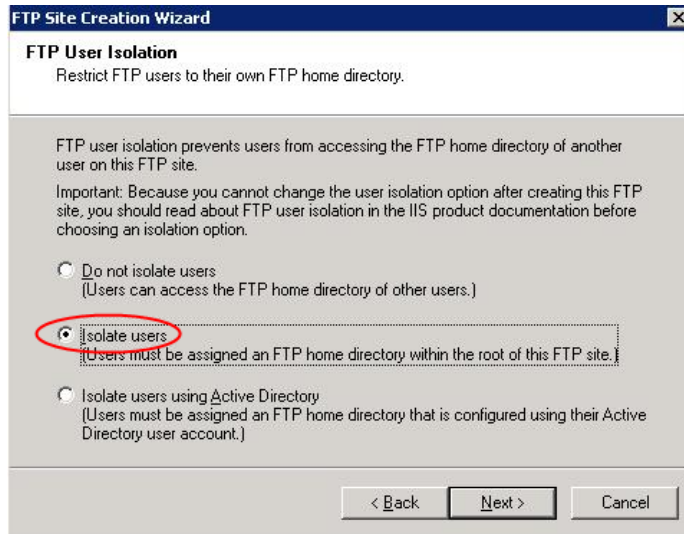 FTP Site Creation Wizard
FTP User Isolation
Restrict FTP users to their own FTP home directory.
FTP user isolation prevents users from accessing the FTP home directory of another
user on this FTP site.
Important: Because you cannot change the user isolation option after creating this FTP
site, you should read about FTP user isolation in the IIS product documentation before
choosing an isolation option.
Do not isolate users
(Users can access the FTP home directory of other users.)
Isolate users
(Users must be assigned an FTP home directory within the root of this FTP site.)
Isolate users using Active Directory
(Users must be assigned an FTP home directory that is configured using their Active
Directory user account.)
< Back Next > Cancel